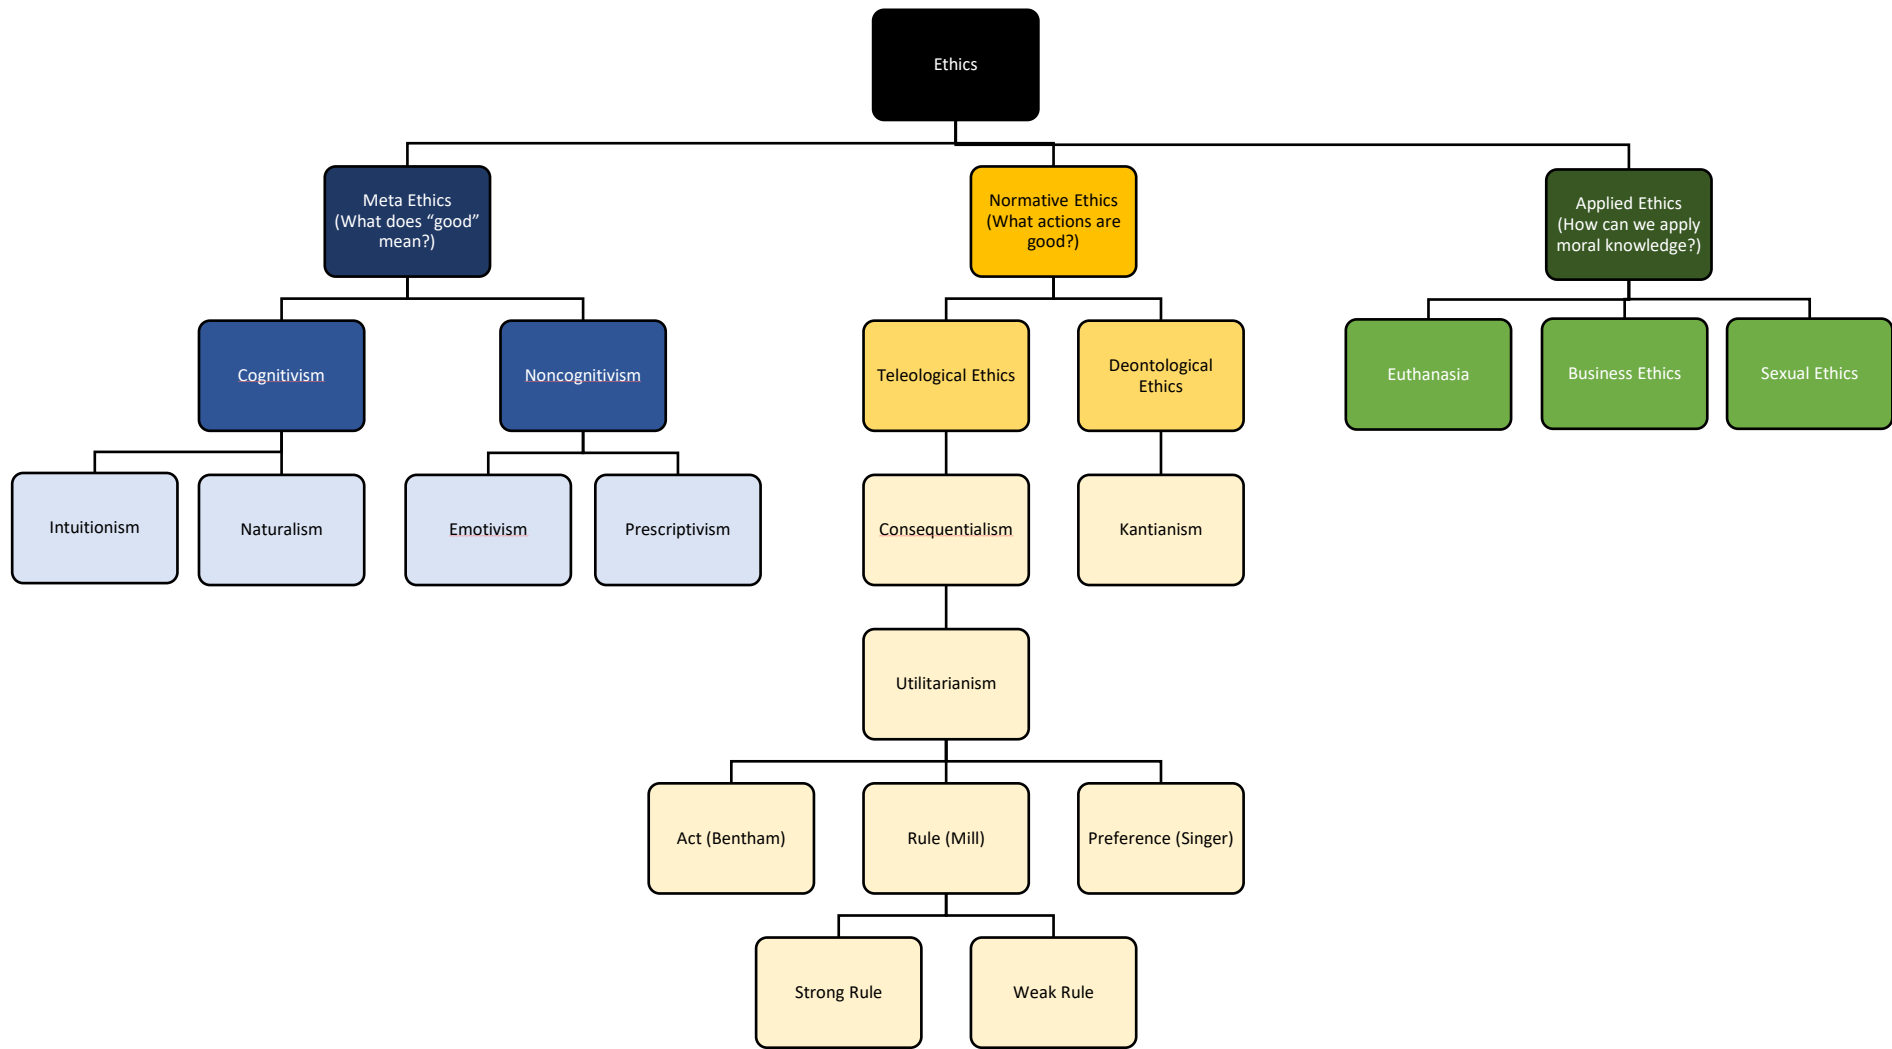 Ethics
Meta Ethics
(What does “good”
mean?)
Normative Ethics
(What actions are
good?)
Applied Ethics
(How can we apply
moral knowledge?)
Cognitivism
Noncognitivism
Teleological Ethics
Deontological
Ethics
Euthanasia
Business Ethics
Sexual Ethics
Intuitionism
Naturalism
Emotivism
Prescriptivism
Consequentialism
Kantianism
Utilitarianism
Act (Bentham)
Rule (Mill)
Preference (Singer)
Strong Rule
Weak Rule